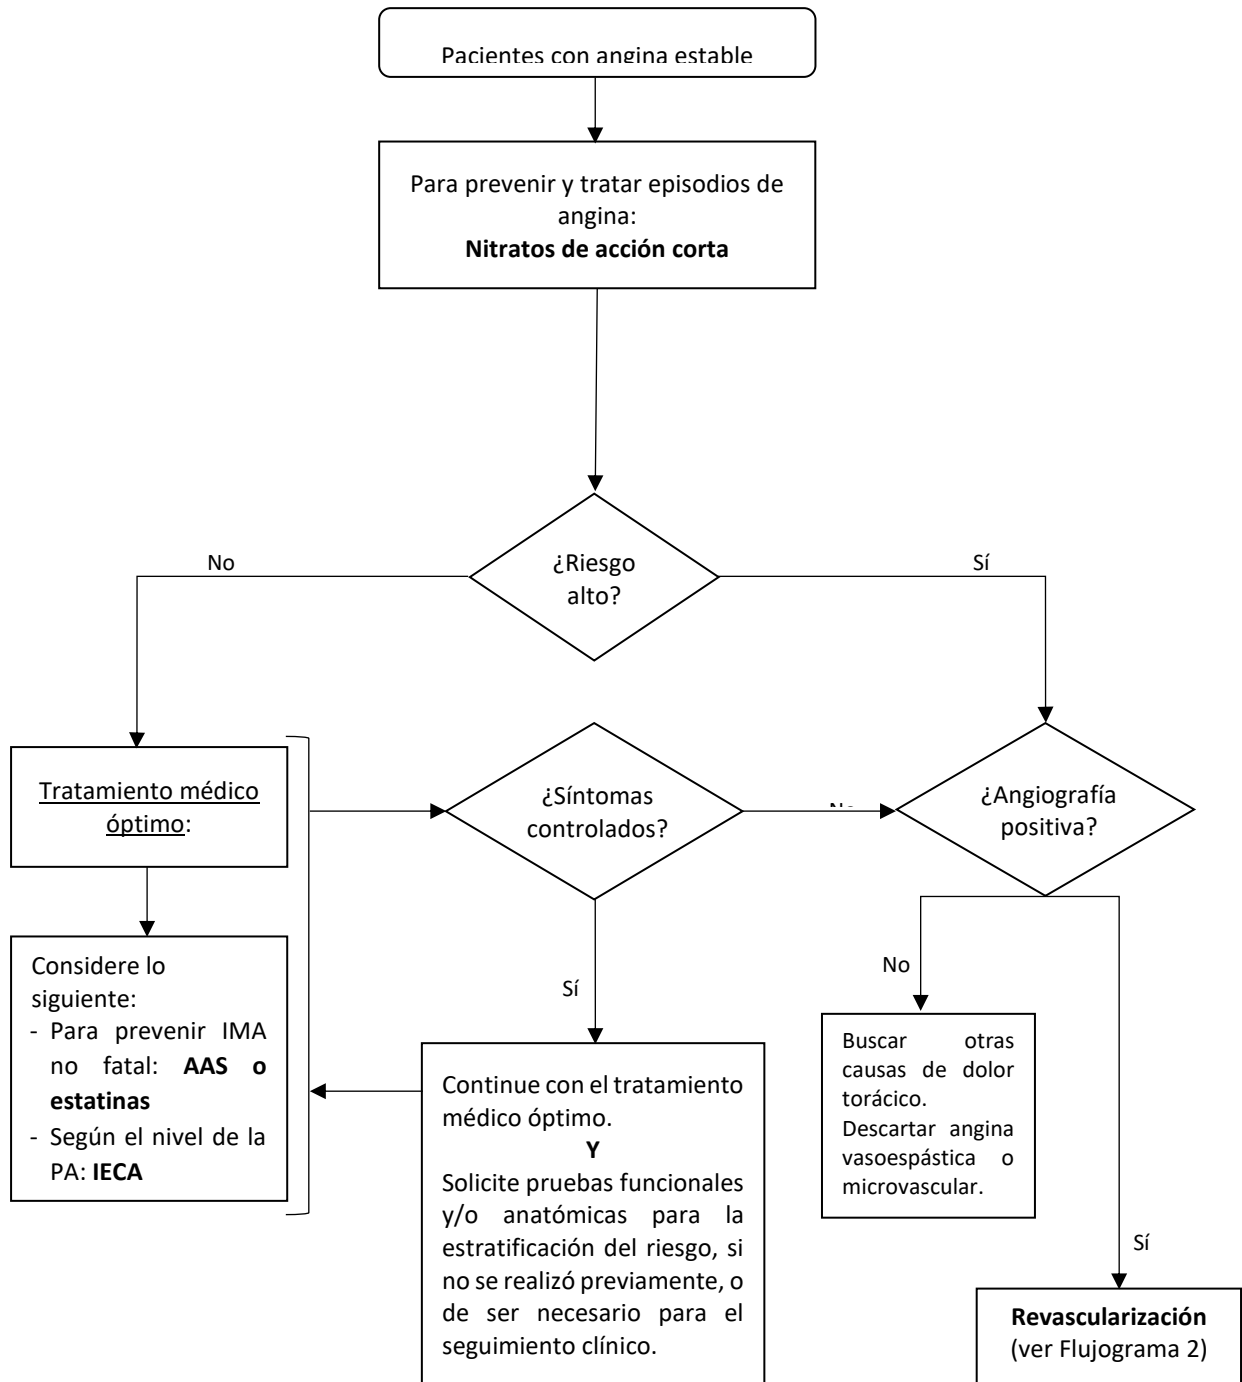 Pacientes con angina estable
Para prevenir y tratar episodios de
angina:
Nitratos de acción corta
¿Riesgo
alto?
No
Sí
Tratamiento médico
óptimo:
¿Síntomas
controlados?
No
¿Angiografía
positiva?
Considere lo
siguiente:
- Para prevenir IMA
no fatal: AAS o
estatinas
- Según el nivel de la
PA: IECA
Sí
Continue con el tratamiento
médico óptimo.
Y
Solicite pruebas funcionales
y/o anatómicas para la
estratificación del riesgo, si
no se realizó previamente, o
de ser necesario para el
seguimiento clínico.
No
Buscar otras
causas de dolor
torácico.
Descartar angina
vasoespástica o
microvascular.
Sí
Revascularización
(ver Flujograma 2)